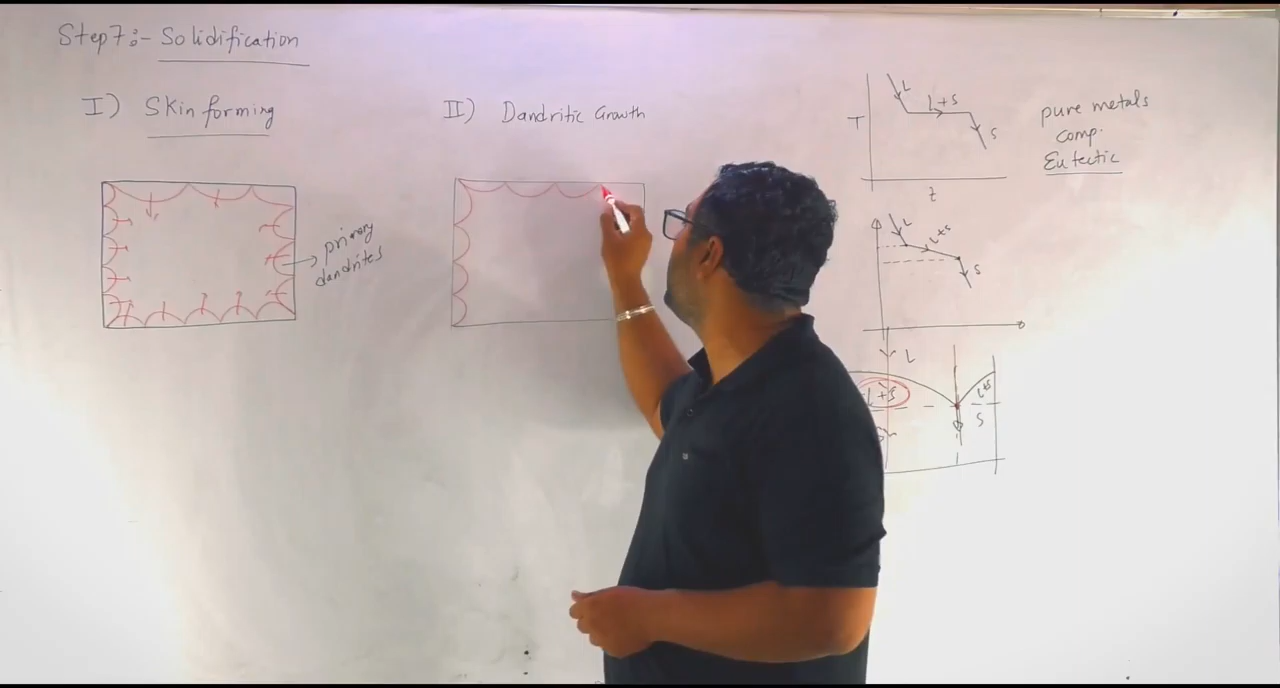 Step 7:- Solidification
I) Skin forming
primary
dandrites
II) Dandritic Growth
T
L
L+S
S
t
pure metals
comp.
Eutectic
L
L+S
S
L
L+S
L+S
S